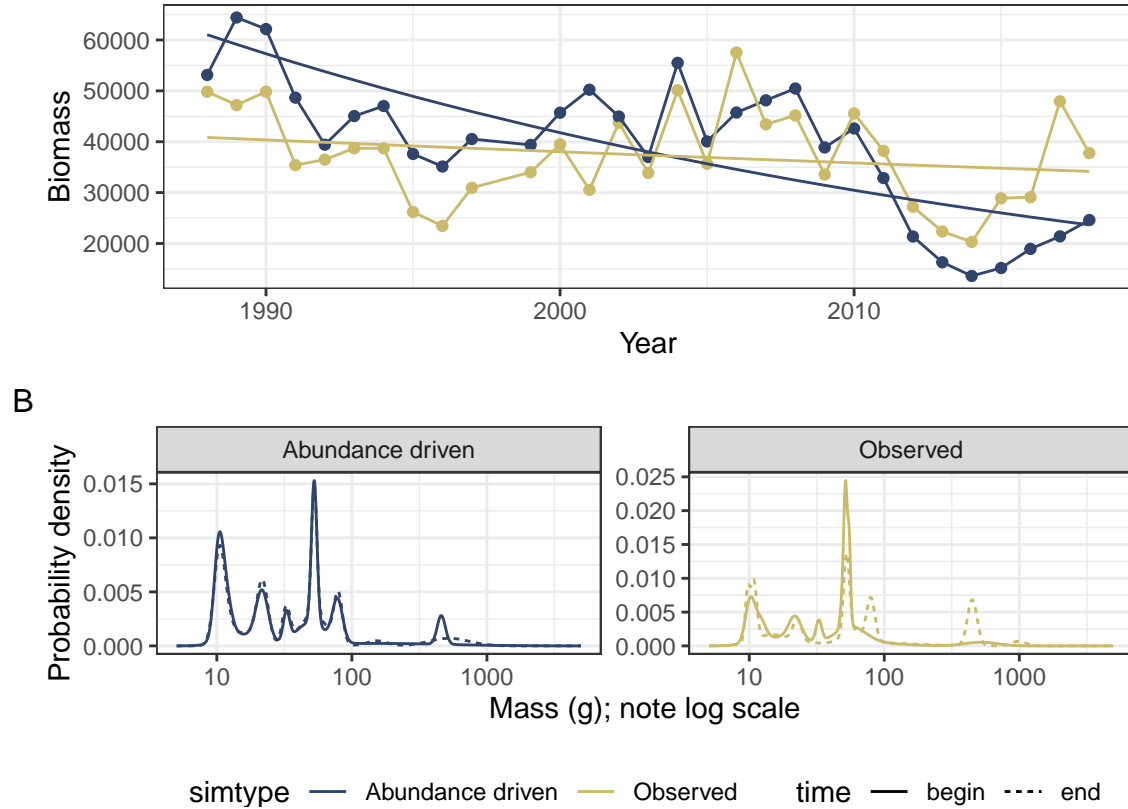 60000
50000
40000
30000
20000
Biomass
1990 2000 2010
Year
B
Abundance driven
Observed
0.015
0.010
0.005
0.000
Probability density
0.025
0.020
0.015
0.010
0.005
0.000
10 100 1000
10 100 1000
Mass (g); note log scale
simtype Abundance driven Observed time begin end